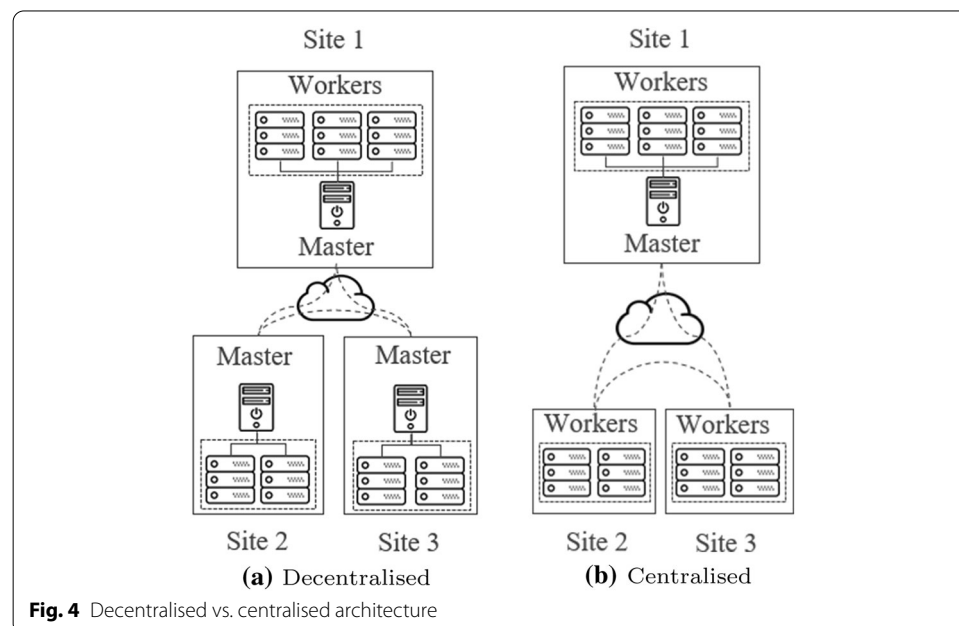 Site 1
Workers
Master
Master
Master
Site 2
Site 3
(a) Decentralised
Site 1
Workers
Master
Workers
Workers
Site 2
Site 3
(b) Centralised
Fig. 4 Decentralised vs. centralised architecture